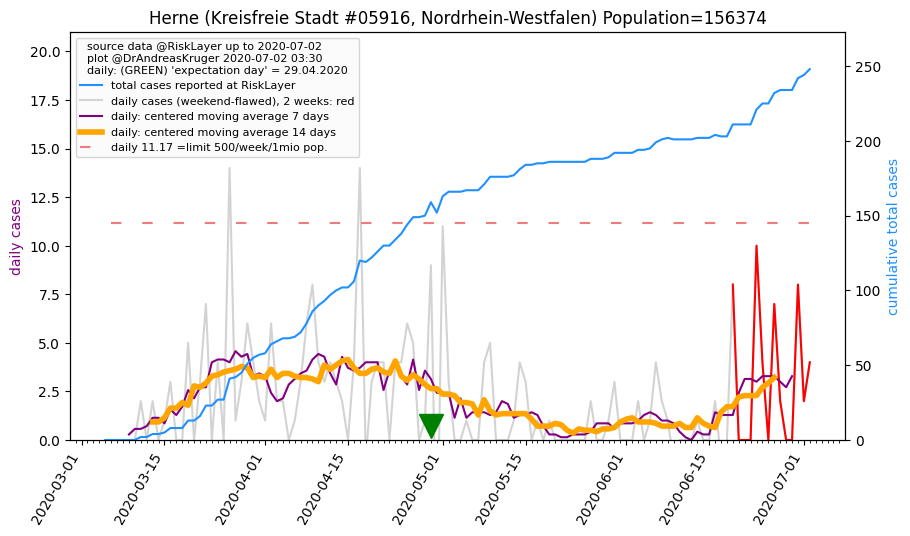 Herne (Kreisfreie Stadt #05916, Nordrhein-Westfalen) Population=156374
source data @RiskLayer up to 2020-07-02
plot @DrAndreasKruger 2020-07-02 03:30
daily: (GREEN) 'expectation day' = 29.04.2020
total cases reported at RiskLayer
daily cases (weekend-flawed), 2 weeks: red
daily: centered moving average 7 days
daily: centered moving average 14 days
daily 11.17 =limit 500/week/1mio pop.
daily cases
20.0
17.5
15.0
12.5
10.0
7.5
5.0
2.5
0.0
cumulative total cases
250
200
150
100
50
0
2020-03-01
2020-03-15
2020-04-01
2020-04-15
2020-05-01
2020-05-15
2020-06-01
2020-06-15
2020-07-01